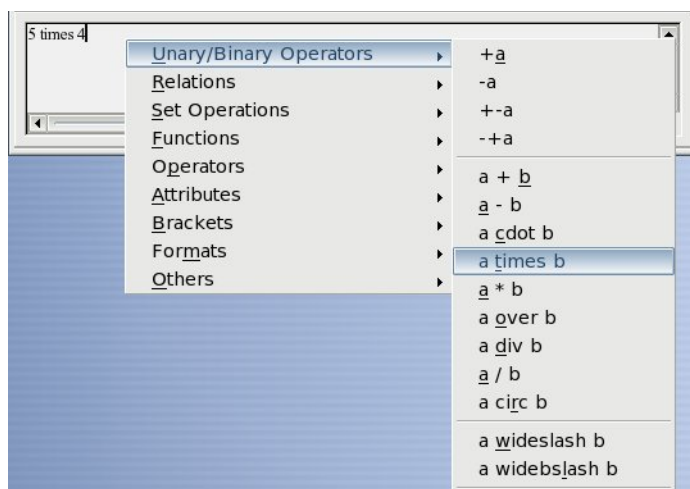 5 times 4
Unary/Binary Operators
Relations
Set Operations
Functions
Operators
Attributes
Brackets
Formats
Others
+a
-a
+-a
-+a
a + b
a - b
a cdot b
a times b
a * b
a over b
a div b
a / b
a circ b
a wideslash b
a widebslash b